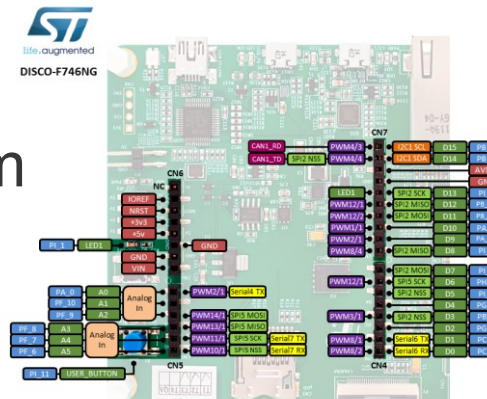 life.augmented
DISCO-F746NG
m
CN7
CAN1_RD PWM4/3 I2C1 SCL D15 PB
CAN1_TD SPI2 NSS PWM4/4 I2C1 SDA D14 PB
CN6
NC
IOREF
NRST
+3v3
+5v
PI_1 LED1 GND
GND
VIN
LED1 SPI2 SCK D13
PWM12/1 SPI2 MISO D12
PWM12/2 SPI2 MOSI D11
PWM1/1 D10
PWM2/1 D9
PWM8/4 SPI2 MISO D8
PA_0 A0 Analog In PWM2/1 Serial4 TX
PF_10 A1 PWM14/1 SPI5 MOSI
PF_9 A2 PWM13/1 SPI5 MISO
PF_8 A3 Analog In PWM11/1 SPI5 SCK Serial7 TX
PF_7 A4 PWM10/1 SPI5 NSS Serial7 RX
PF_6 A5
SPI2 MOSI D7
PWM12/1 SPI2 SCK D6
SPI2 NSS D5
D4
PWM3/1 SPI2 NSS D3
D2
PWM8/1 Serial6 TX D1
PWM8/2 Serial6 RX D0
PI_11 USER_BUTTON
CN5
CN4